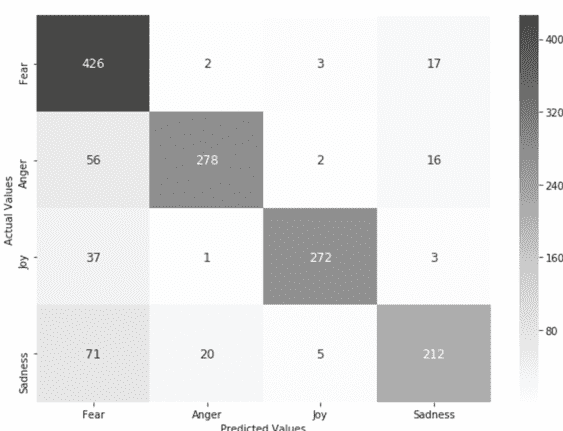 400
Fear
426
2
3
17
320
Anger
56
278
2
16
240
Actual Values
Joy
37
1
272
3
160
Sadness
71
20
5
212
80
Fear
Anger
Joy
Sadness
Predicted Values